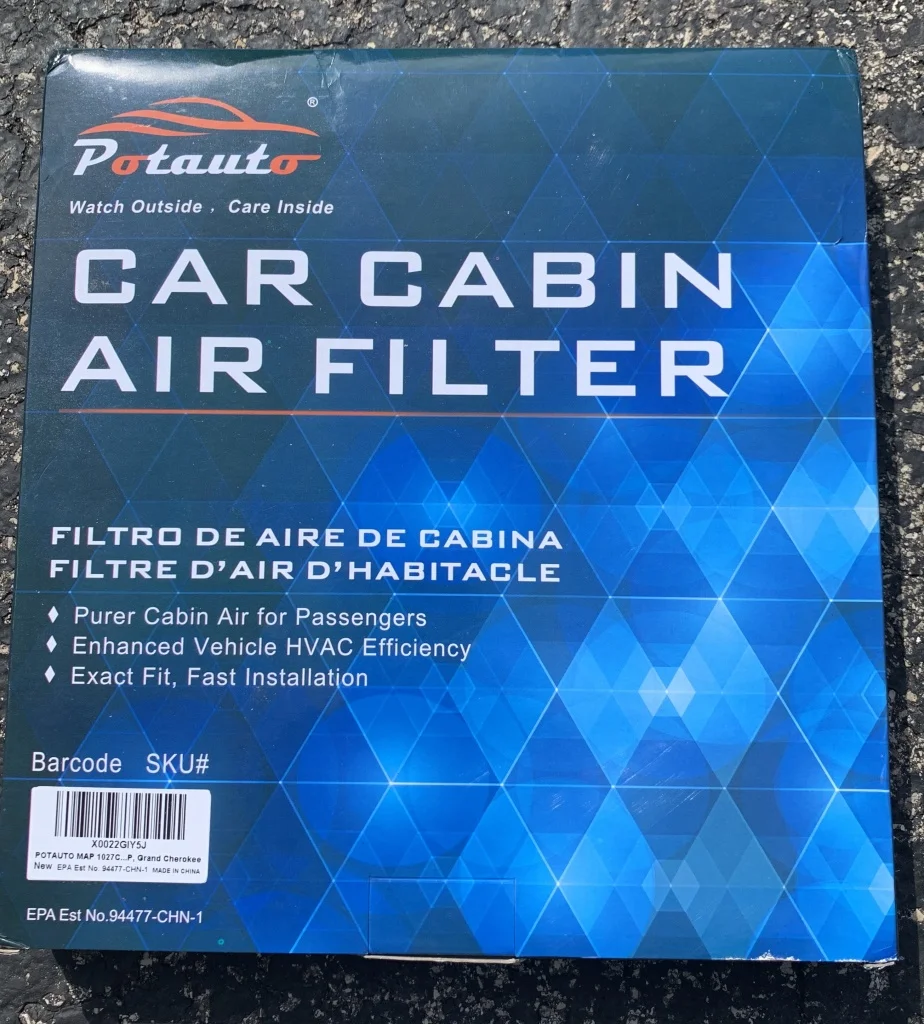 ®
Potauto
Watch Outside , Care Inside
CAR CABIN
AIR FILTER
FILTRO DE AIRE DE CABINA
FILTRE D'AIR D'HABITACLE
♦ Purer Cabin Air for Passengers
♦ Enhanced Vehicle HVAC Efficiency
♦ Exact Fit, Fast Installation
Barcode SKU#
X0022GIY5J
POTAUTO MAP 1027C...P, Grand Cherokee
New EPA Est No. 94477-CHN-1 MADE IN CHINA
EPA Est No.94477-CHN-1